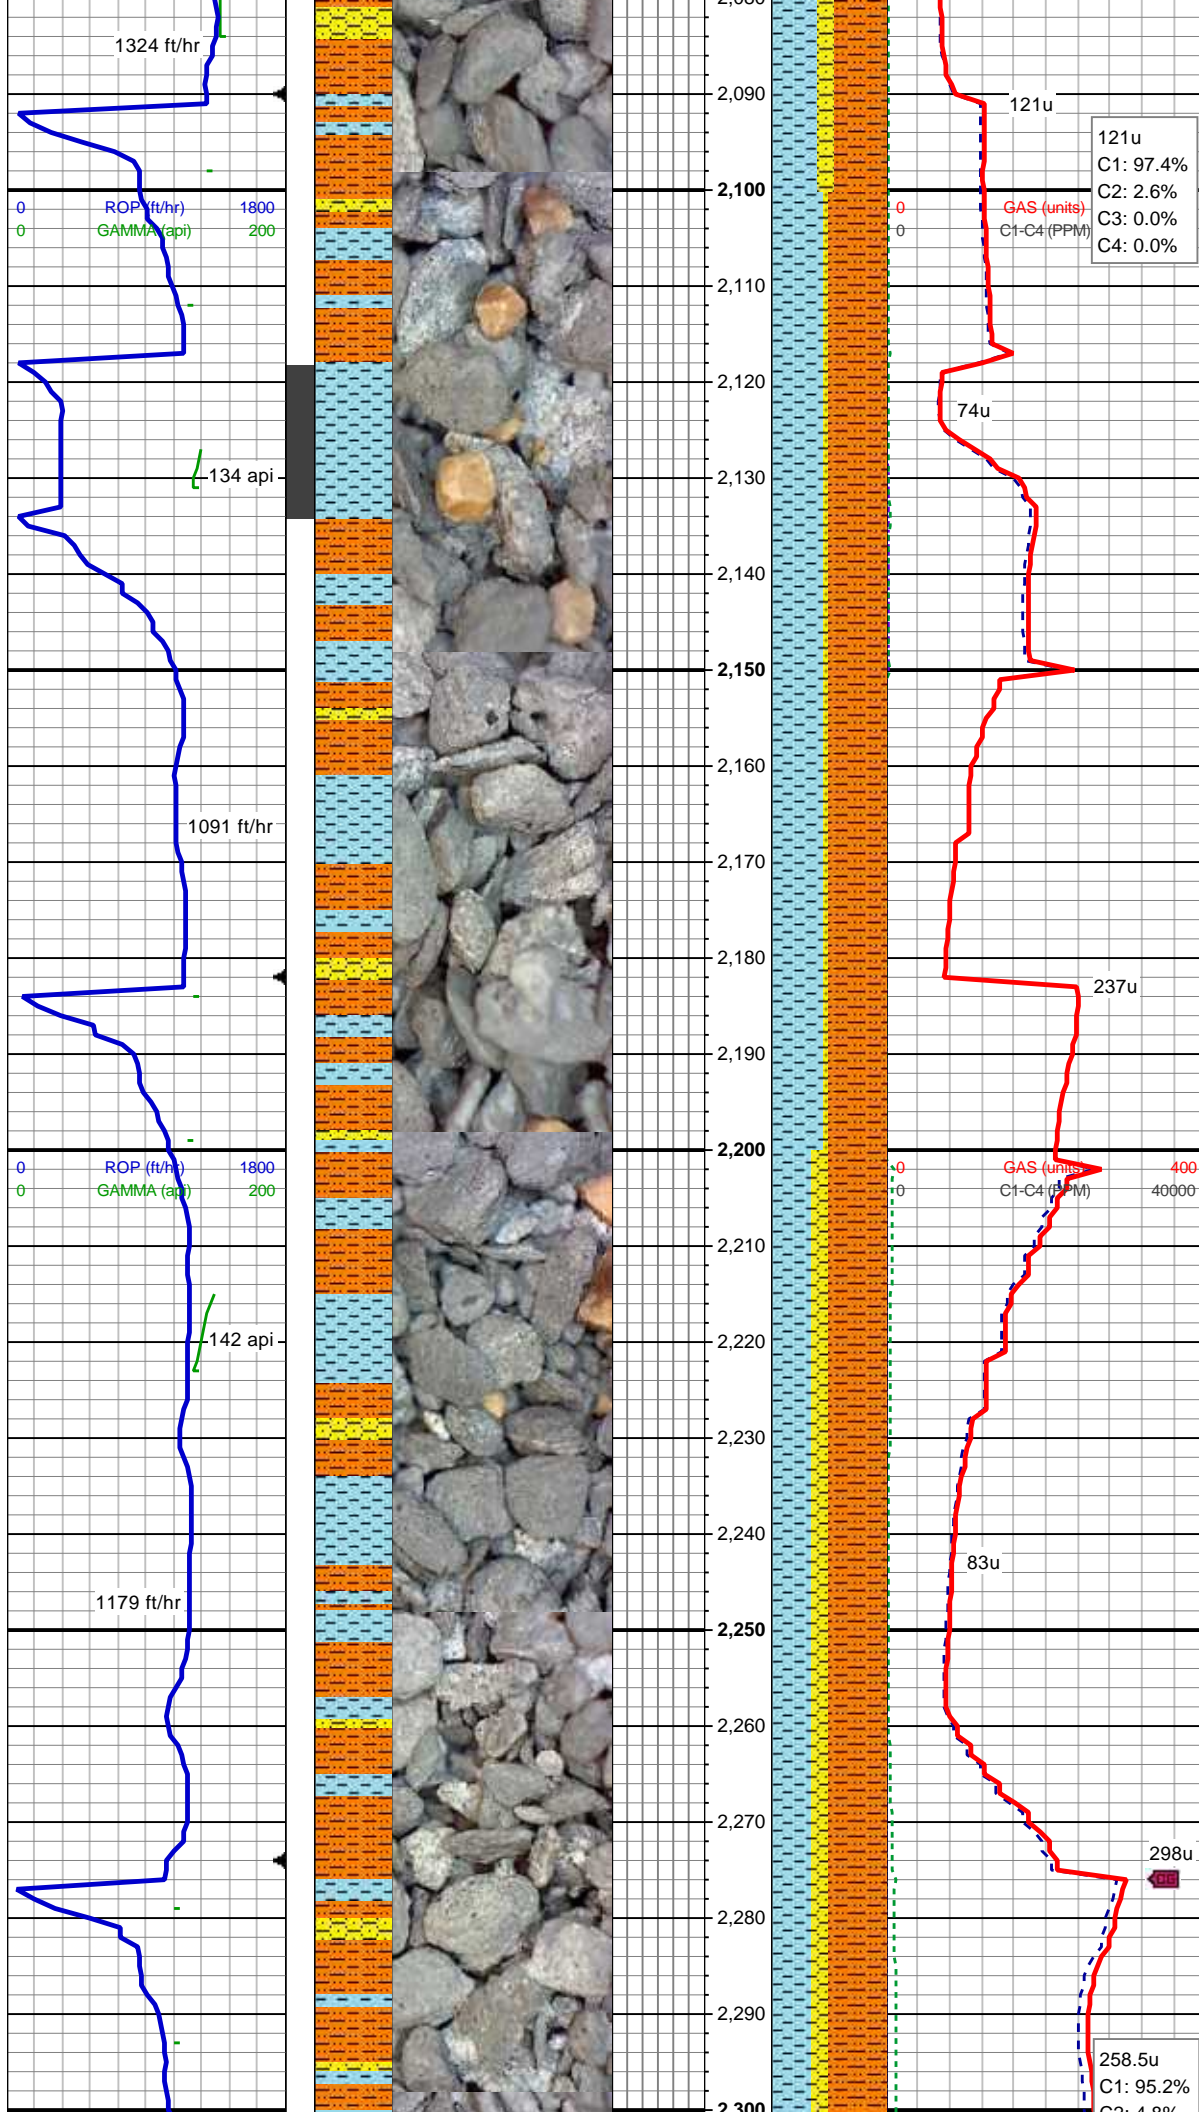 2,080
1324 ft/hr
2,090
121u
121u
C1: 97.4%
C2: 2.6%
C3: 0.0%
C4: 0.0%
2,100
0 ROP (ft/hr) 1800
0 GAMMA (api) 200
0 GAS (units)
0 C1-C4 (PPM)
2,110
2,120
74u
134 api
2,130
2,140
2,150
2,160
1091 ft/hr
2,170
2,180
237u
2,190
2,200
0 ROP (ft/hr) 1800
0 GAMMA (api) 200
0 GAS (units) 400
0 C1-C4 (PPM) 40000
2,210
2,220
142 api
2,230
2,240
83u
1179 ft/hr
2,250
2,260
2,270
298u
CG
2,280
2,290
258.5u
C1: 95.2%
C2: 4.8%
2,300